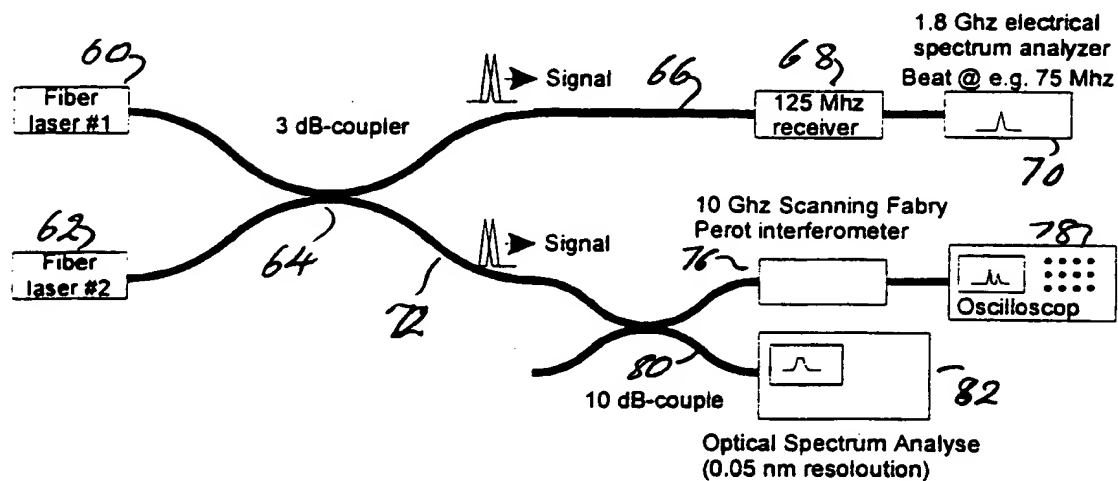 60
Fiber
laser #1
3 dB-coupler
Signal
66
68
125 Mhz
receiver
1.8 Ghz electrical
spectrum analyzer
Beat @ e.g. 75 Mhz
70
62
Fiber
laser #2
64
72
Signal
10 Ghz Scanning Fabry
Perot interferometer
76
78
Oscilloscop
80
10 dB-couple
82
Optical Spectrum Analyse
(0.05 nm resoloution)